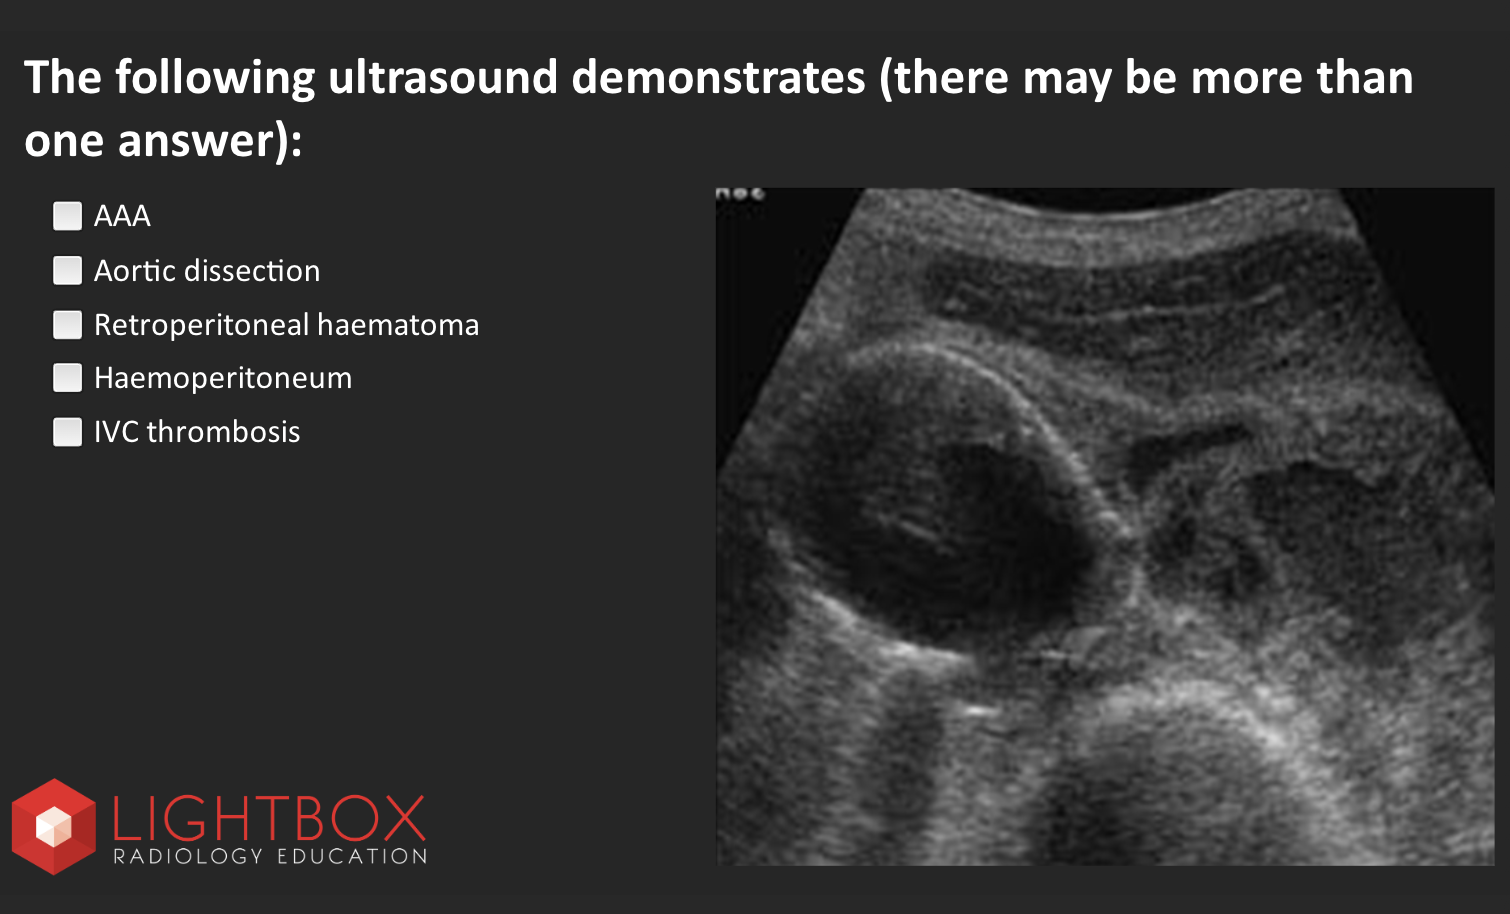 The following ultrasound demonstrates (there may be more than
one answer):
AAA
Aortic dissection
Retroperitoneal haematoma
Haemoperitoneum
IVC thrombosis
LIGHTBOX
RADIOLOGY EDUCATION